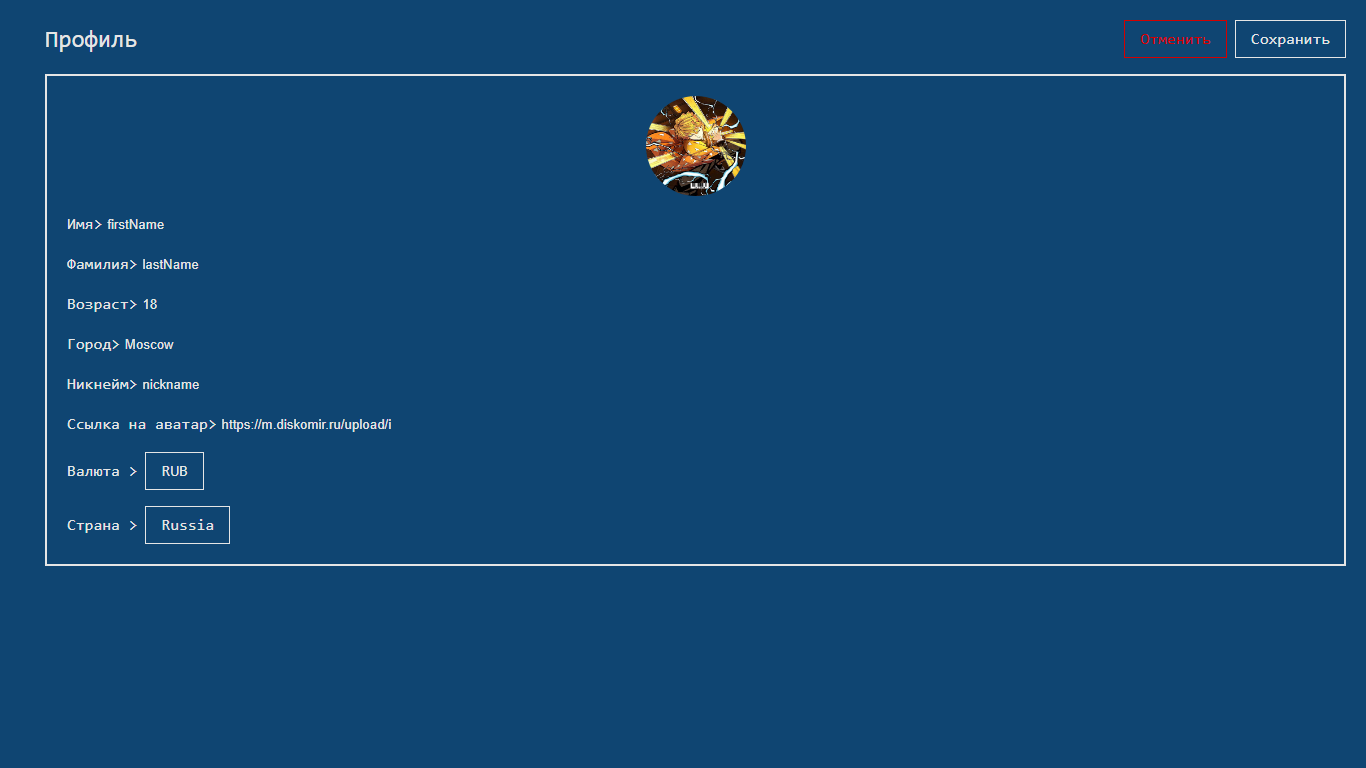 Профиль
Отменить
Сохранить
Имя> firstName
Фамилия> lastName
Возраст> 18
Город> Moscow
Никнейм> nickname
Ссылка на аватар> https://m.diskomir.ru/upload/i
Валюта > RUB
Страна > Russia